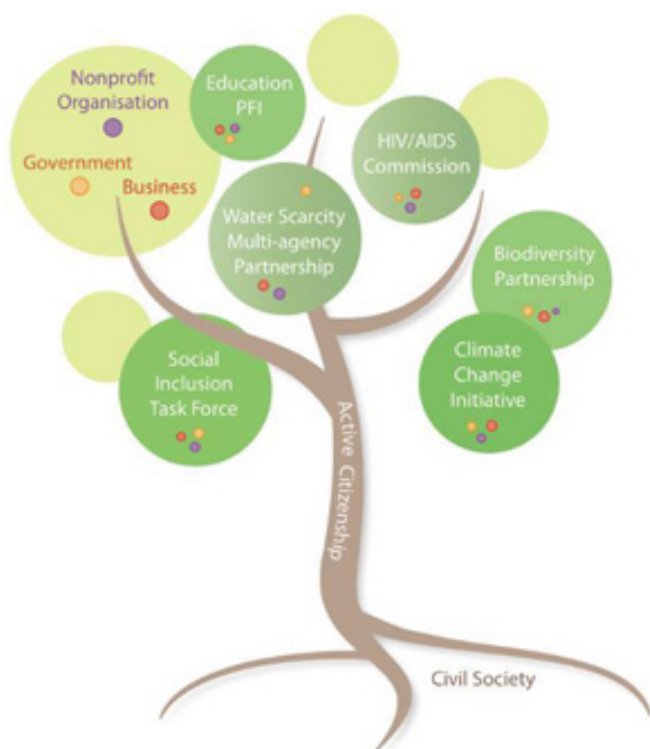 Nonprofit
Organisation
Government
Business
Education
PFI
HIV/AIDS
Commission
Water Scarcity
Multi-agency
Partnership
Biodiversity
Partnership
Social
Inclusion
Task Force
Climate
Change
Initiative
Active Citizenship
Civil Society